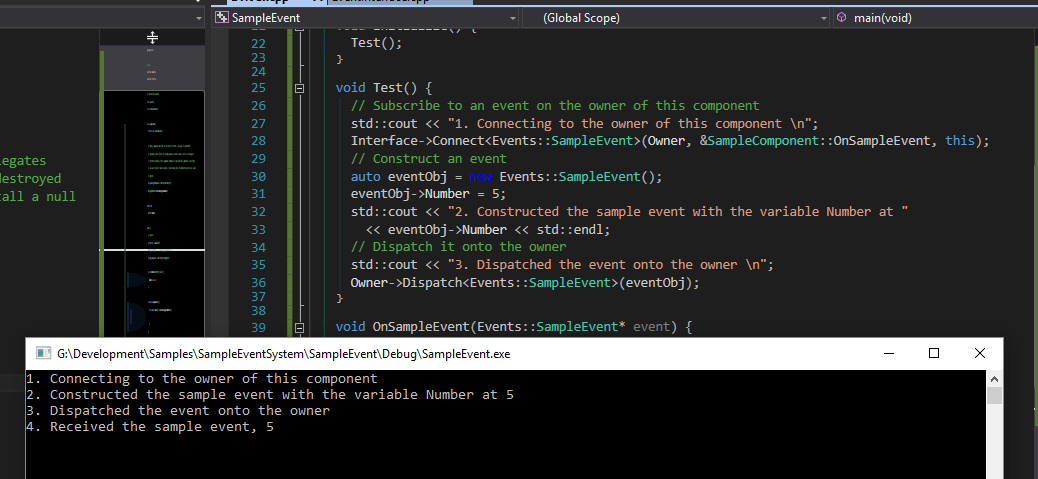 SampleEvent
(Global Scope)
main(void)
22 Test();
23 }
24
25 void Test() {
26 // Subscribe to an event on the owner of this component
27 std::cout << "1. Connecting to the owner of this component \n";
28 Interface->Connect<Events::SampleEvent>(Owner, &SampleComponent::OnSampleEvent, this);
29 // Construct an event
30 auto eventObj = new Events::SampleEvent();
31 eventObj->Number = 5;
32 std::cout << "2. Constructed the sample event with the variable Number at "
33 << eventObj->Number << std::endl;
34 // Dispatch it onto the owner
35 std::cout << "3. Dispatched the event onto the owner \n";
36 Owner->Dispatch<Events::SampleEvent>(eventObj);
37 }
38
39 void OnSampleEvent(Events::SampleEvent* event) {
legates
destroyed
call a null
G:\Development\Samples\SampleEventSystem\SampleEvent\Debug\SampleEvent.exe
1. Connecting to the owner of this component
2. Constructed the sample event with the variable Number at 5
3. Dispatched the event onto the owner
4. Received the sample event, 5